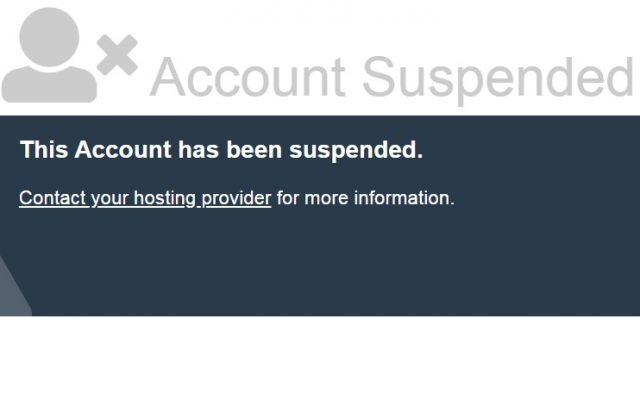 Account Suspended
This Account has been suspended.
Contact your hosting provider for more information.